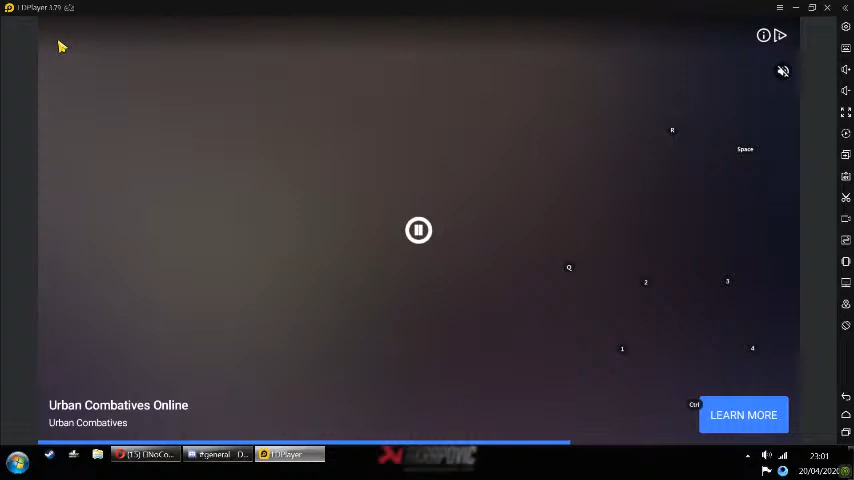 LDPlayer 3.79
R
Space
Q
2
3
1
4
Urban Combatives Online
Urban Combatives
Ctrl
LEARN MORE
(15) DNoCo...
#general - D...
LDPlayer
23:01
20/04/2020